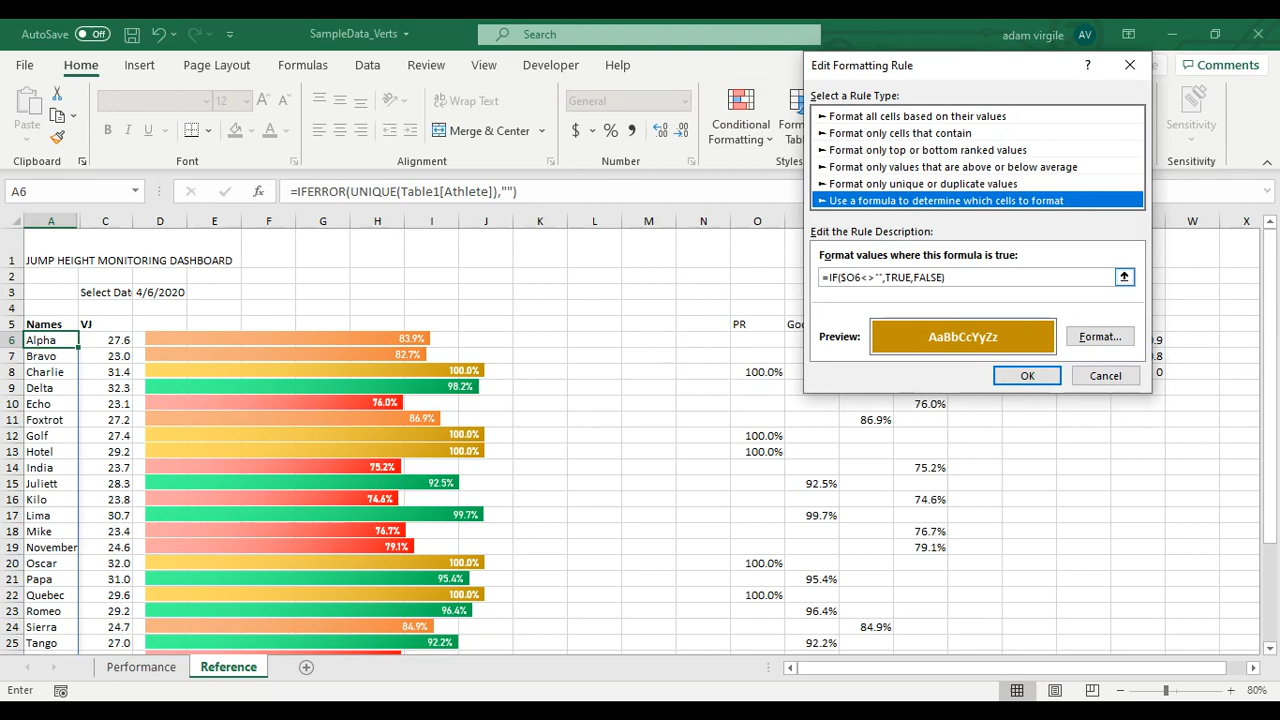 AutoSave Off SampleData_Verts Search adam virgile AV
File Home Insert Page Layout Formulas Data Review View Developer Help Comments
Paste 12 Wrap Text General Conditional Sensitivity
B I U Merge & Center $ % Formatting
Clipboard Font Alignment Number Styles Sensitivity
A6 =IFERROR(UNIQUE(Table1[Athlete]),"")
A C D E F G H I J K L M N O W X
1 JUMP HEIGHT MONITORING DASHBOARD
2
3 Select Dat 4/6/2020
4
5 Names VJ PR
6 Alpha 27.6 83.9%
7 Bravo 23.0 82.7%
8 Charlie 31.4 100.0% 100.0%
9 Delta 32.3 98.2%
10 Echo 23.1 76.0% 76.0%
11 Foxtrot 27.2 86.9% 86.9%
12 Golf 27.4 100.0% 100.0%
13 Hotel 29.2 100.0% 100.0%
14 India 23.7 75.2% 75.2%
15 Juliett 28.3 92.5% 92.5%
16 Kilo 23.8 74.6% 74.6%
17 Lima 30.7 99.7% 99.7%
18 Mike 23.4 76.7% 76.7%
19 November 24.6 79.1% 79.1%
20 Oscar 32.0 100.0% 100.0%
21 Papa 31.0 95.4% 95.4%
22 Quebec 29.6 100.0% 100.0%
23 Romeo 29.2 96.4% 96.4%
24 Sierra 24.7 84.9% 84.9%
25 Tango 27.0 92.2% 92.2%
Performance Reference
Enter 80%
Edit Formatting Rule ?
Select a Rule Type:
► Format all cells based on their values
► Format only cells that contain
► Format only top or bottom ranked values
► Format only values that are above or below average
► Format only unique or duplicate values
► Use a formula to determine which cells to format
Edit the Rule Description:
Format values where this formula is true:
=IF($O6<>"",TRUE,FALSE)
Preview: AaBbCcYyZz Format...
OK Cancel